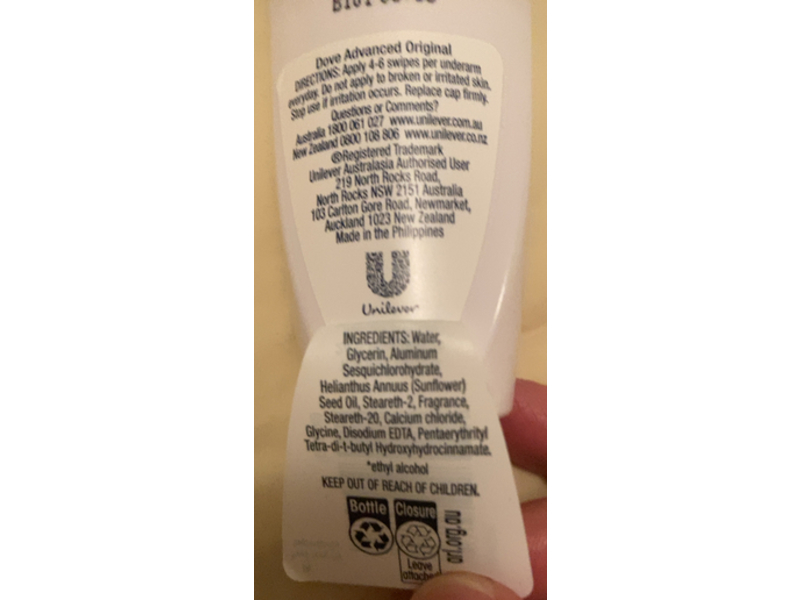 Dove Advanced Original
DIRECTIONS: Apply 4-6 swipes per underarm
everyday. Do not apply to broken or irritated skin.
Stop use if irritation occurs. Replace cap firmly.
Questions or Comments?
Australia 1800 061 027 www.unilever.com.au
New Zealand 0800 108 806 www.unilever.co.nz
®Registered Trademark
Unilever Australasia Authorised User
219 North Rocks Road,
North Rocks NSW 2151 Australia
103 Carlton Gore Road, Newmarket,
Auckland 1023 New Zealand
Made in the Philippines
Unilever
INGREDIENTS: Water,
Glycerin, Aluminum
Sesquichlorohydrate,
Helianthus Annuus (Sunflower)
Seed Oil, Steareth-2, Fragrance,
Steareth-20, Calcium chloride,
Glycine, Disodium EDTA, Pentaerythrityl
Tetra-di-t-butyl Hydroxyhydrocinnamate.
*ethyl alcohol
KEEP OUT OF REACH OF CHILDREN.
Bottle Closure
Leave
attached
arl.org.au